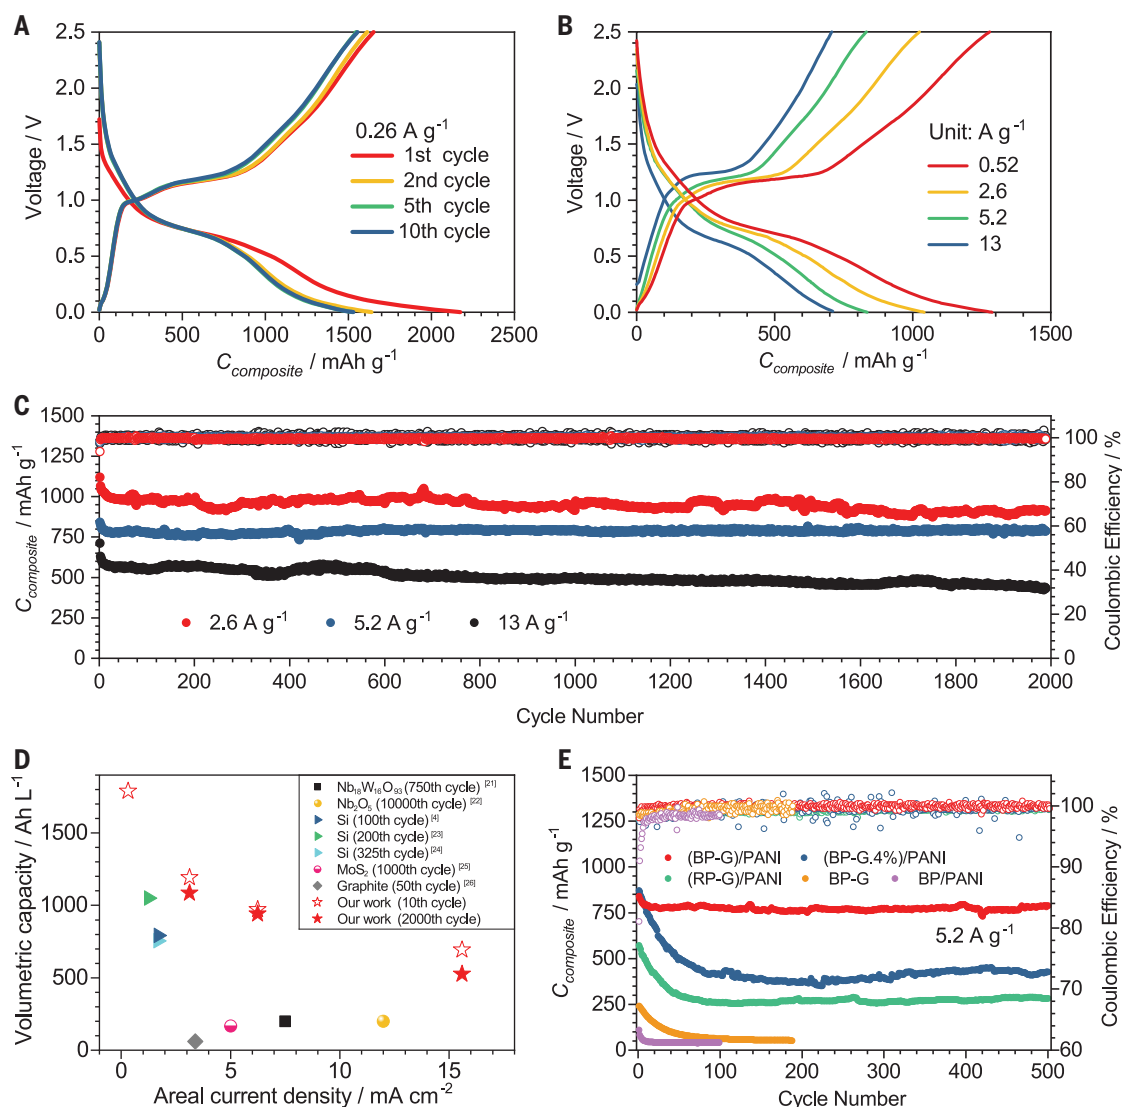 A
2.5
2.0
1.5
1.0
0.5
0.0
Voltage / V
0.26 A g⁻¹
1st cycle
2nd cycle
5th cycle
10th cycle
0 500 1000 1500 2000 2500
C_composite / mAh g⁻¹
B
2.5
2.0
1.5
1.0
0.5
0.0
Voltage / V
Unit: A g⁻¹
0.52
2.6
5.2
13
0 500 1000 1500
C_composite / mAh g⁻¹
C
1500
1250
1000
750
500
250
0
C_composite / mAh g⁻¹
2.6 A g⁻¹ 5.2 A g⁻¹ 13 A g⁻¹
100
80
60
40
20
0
Coulombic Efficiency / %
0 200 400 600 800 1000 1200 1400 1600 1800 2000
Cycle Number
D
1500
1000
500
0
Volumetric capacity / Ah L⁻¹
Nb₁₈W₁₆O₉₃ (750th cycle) [21]
Nb₂O₅ (10000th cycle) [22]
Si (100th cycle) [4]
Si (200th cycle) [23]
Si (325th cycle) [24]
MoS₂ (1000th cycle) [25]
Graphite (50th cycle) [26]
Our work (10th cycle)
Our work (2000th cycle)
0 5 10 15
Areal current density / mA cm⁻²
E
1500
1250
1000
750
500
250
0
C_composite / mAh g⁻¹
(BP-G)/PANI (BP-G.4%)/PANI
(RP-G)/PANI BP-G BP/PANI
5.2 A g⁻¹
100
90
80
70
60
Coulombic Efficiency / %
0 100 200 300 400 500
Cycle Number